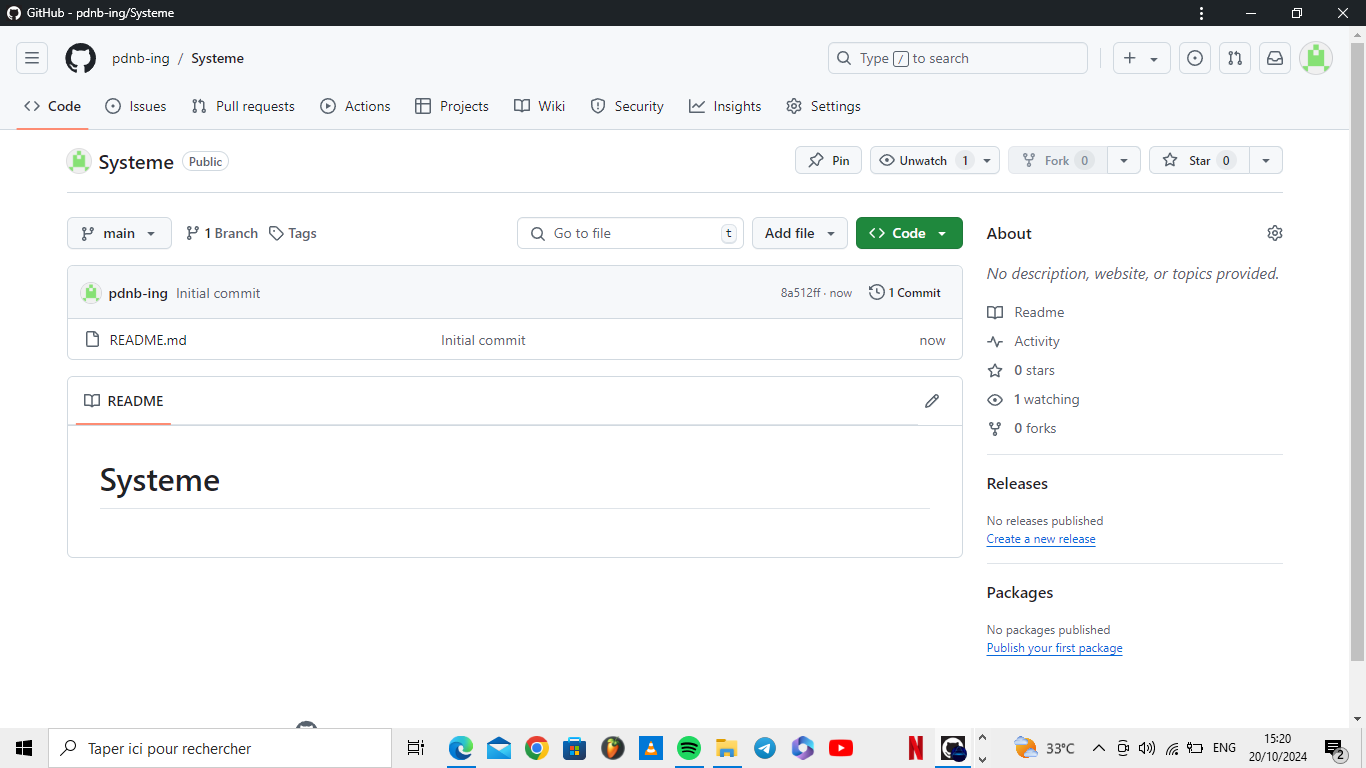 GitHub - pdnb-ing/Systeme
pdnb-ing / Systeme
Type / to search
Code Issues Pull requests Actions Projects Wiki Security Insights Settings
Systeme Public
Pin Unwatch 1 Fork 0 Star 0
main 1 Branch Tags Go to file t Add file Code
pdnb-ing Initial commit 8a512ff · now 1 Commit
README.md Initial commit now
README
Systeme
About
No description, website, or topics provided.
Readme
Activity
0 stars
1 watching
0 forks
Releases
No releases published
Create a new release
Packages
No packages published
Publish your first package
Taper ici pour rechercher
33°C
ENG
15:20
20/10/2024
2